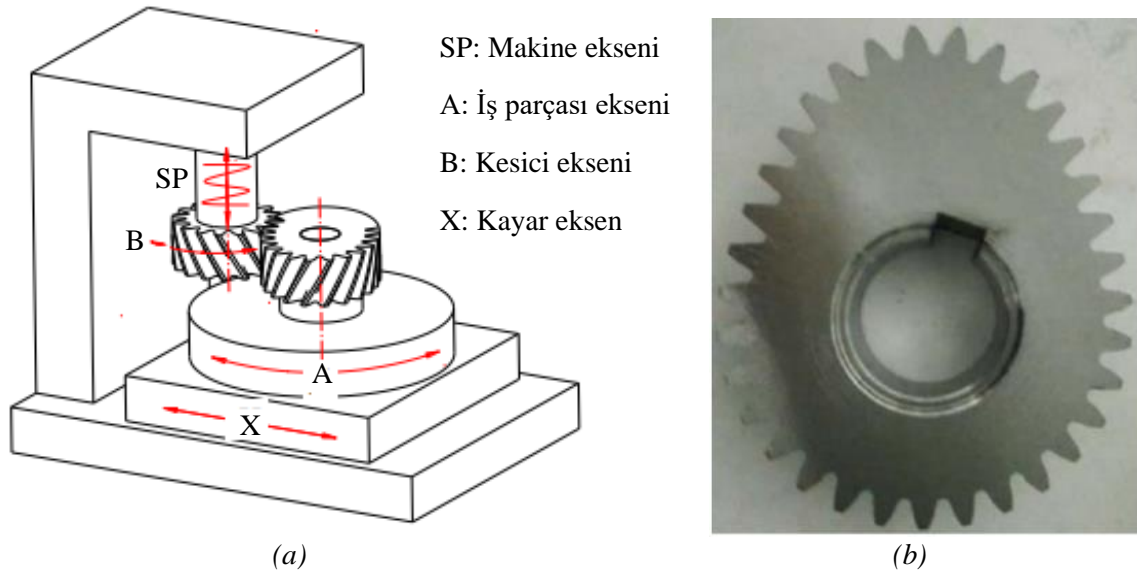 SP: Makine ekseni
A: İş parçası ekseni
B: Kesici ekseni
X: Kayar eksen
SP
B
A
X
(a)
(b)